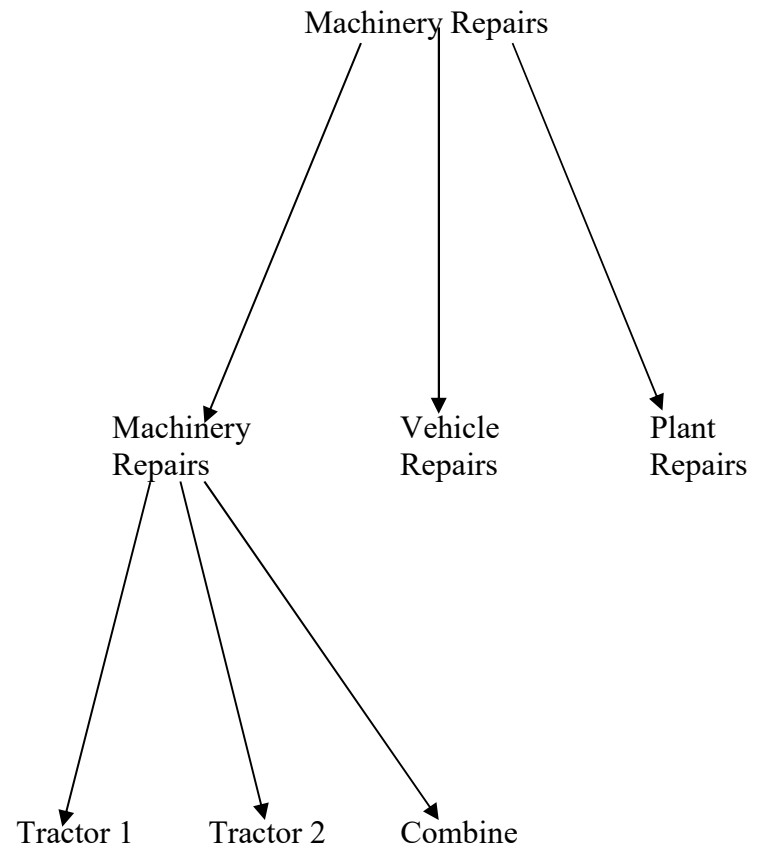 Machinery Repairs
Machinery
Repairs
Vehicle
Repairs
Plant
Repairs
Tractor 1
Tractor 2
Combine